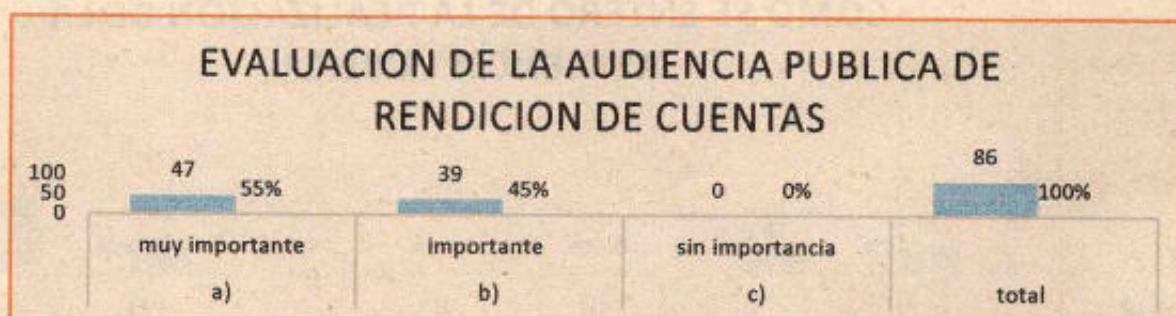 EVALUACION DE LA AUDIENCIA PUBLICA DE
RENDICION DE CUENTAS
100
50
0
47
55%
39
45%
0
0%
86
100%
muy importante
importante
sin importancia
a)
b)
c)
total